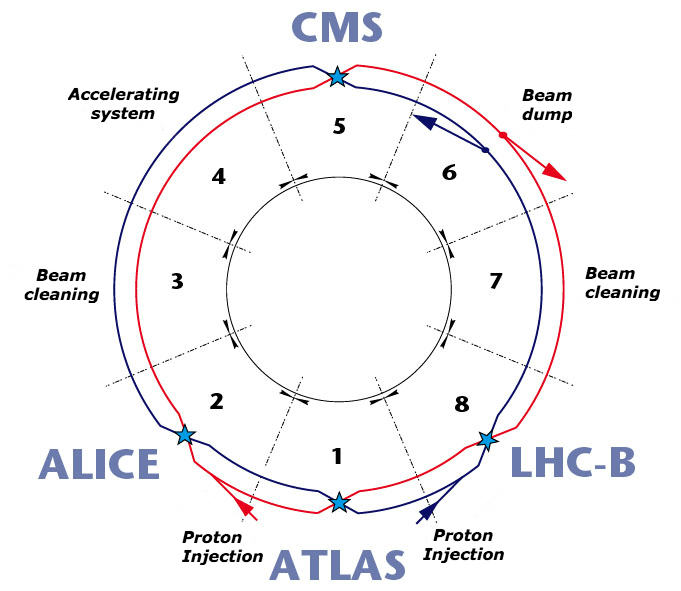 CMS
Accelerating
system
Beam
dump
5
4
6
Beam
cleaning
3
7
Beam
cleaning
2
8
ALICE
1
LHC-B
Proton
Injection
ATLAS
Proton
Injection